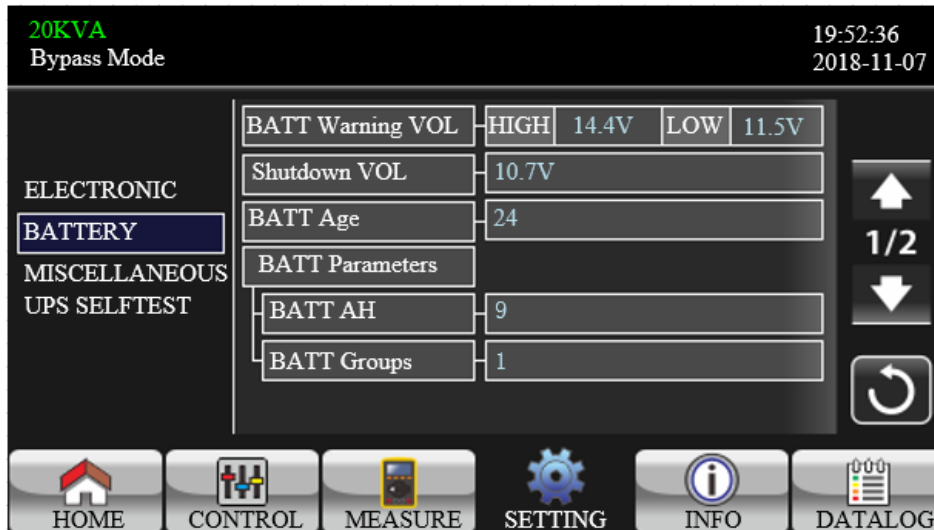 20KVA
Bypass Mode
19:52:36
2018-11-07
ELECTRONIC
BATTERY
MISCELLANEOUS
UPS SELFTEST
BATT Warning VOL HIGH 14.4V LOW 11.5V
Shutdown VOL 10.7V
BATT Age 24
BATT Parameters
BATT AH 9
BATT Groups 1
1/2
HOME CONTROL MEASURE SETTING INFO DATALOG